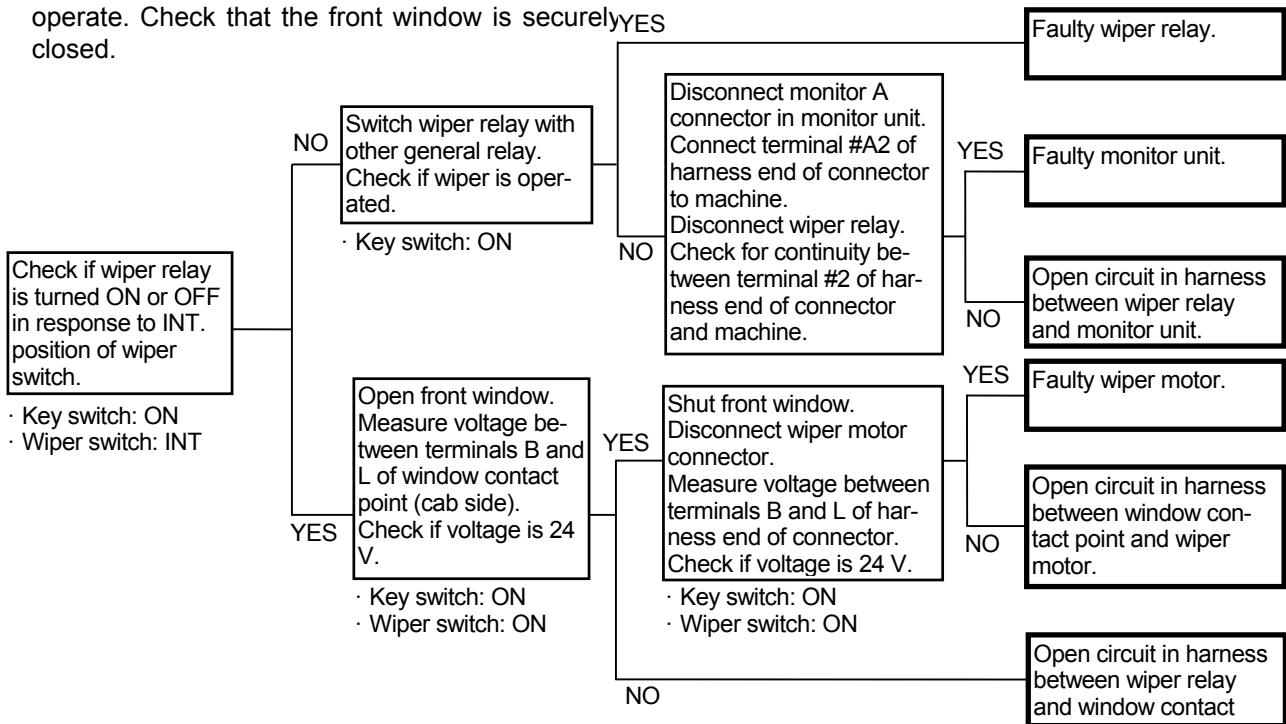 operate. Check that the front window is securely
closed.
YES
Faulty wiper relay.
NO
Switch wiper relay with
other general relay.
Check if wiper is oper-
ated.
· Key switch: ON
Disconnect monitor A
connector in monitor unit.
Connect terminal #A2 of
harness end of connector
to machine.
Disconnect wiper relay.
Check for continuity be-
tween terminal #2 of har-
ness end of connector
and machine.
NO
YES
Faulty monitor unit.
NO
Open circuit in harness
between wiper relay
and monitor unit.
Check if wiper relay
is turned ON or OFF
in response to INT.
position of wiper
switch.
· Key switch: ON
· Wiper switch: INT
YES
Open front window.
Measure voltage be-
tween terminals B and
L of window contact
point (cab side).
Check if voltage is 24
V.
· Key switch: ON
· Wiper switch: ON
YES
Shut front window.
Disconnect wiper motor
connector.
Measure voltage between
terminals B and L of har-
ness end of connector.
Check if voltage is 24 V.
· Key switch: ON
· Wiper switch: ON
YES
Faulty wiper motor.
NO
Open circuit in harness
between window con-
tact point and wiper
motor.
NO
Open circuit in harness
between wiper relay
and window contact